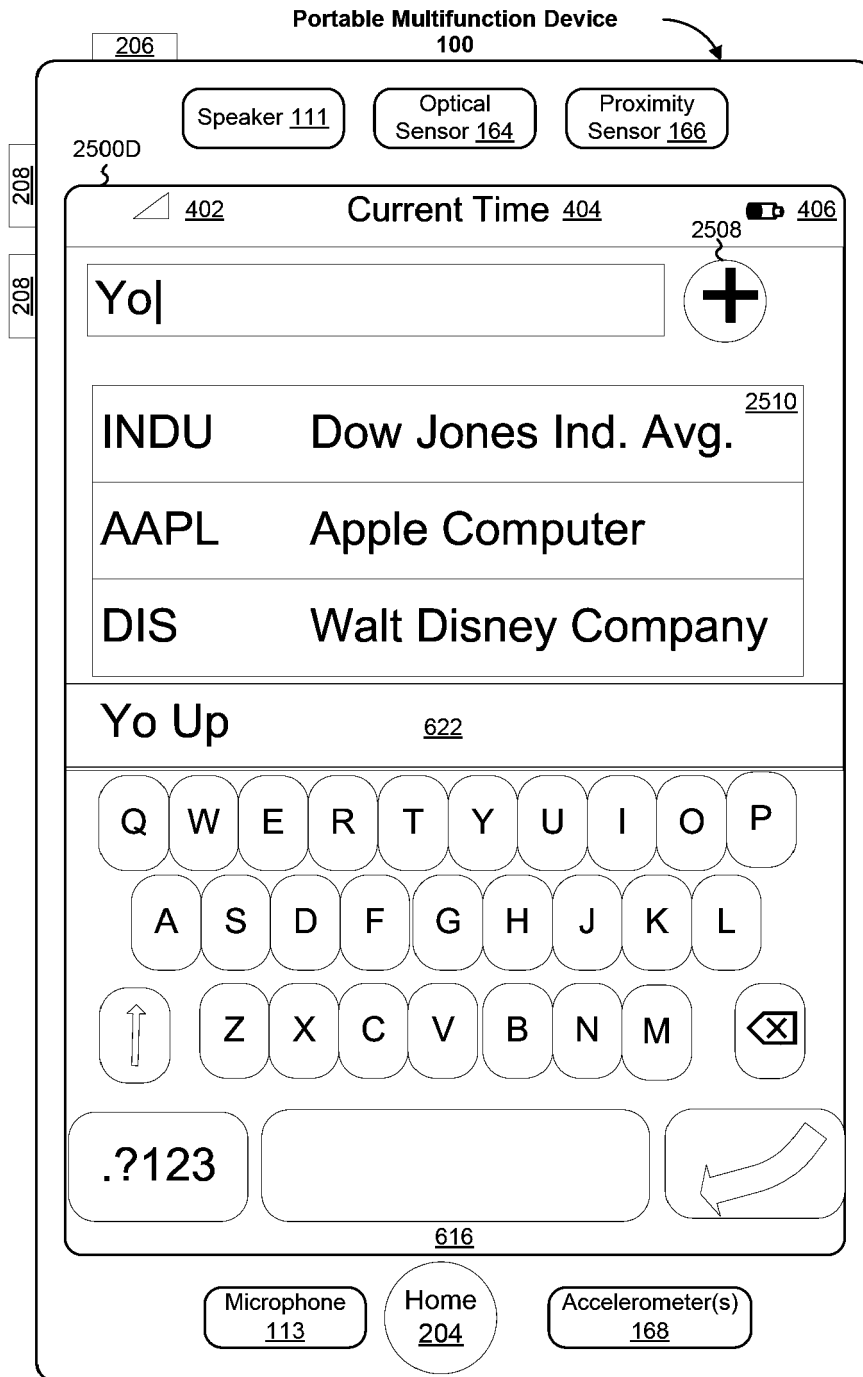 Portable Multifunction Device
100
206
Speaker 111
Optical
Sensor 164
Proximity
Sensor 166
2500D
208
402
Current Time 404
406
2508
208
Yo
2510
INDU Dow Jones Ind. Avg.
AAPL Apple Computer
DIS Walt Disney Company
Yo Up 622
Q W E R T Y U I O P
A S D F G H J K L
Z X C V B N M
.?123
616
Microphone
113
Home
204
Accelerometer(s)
168